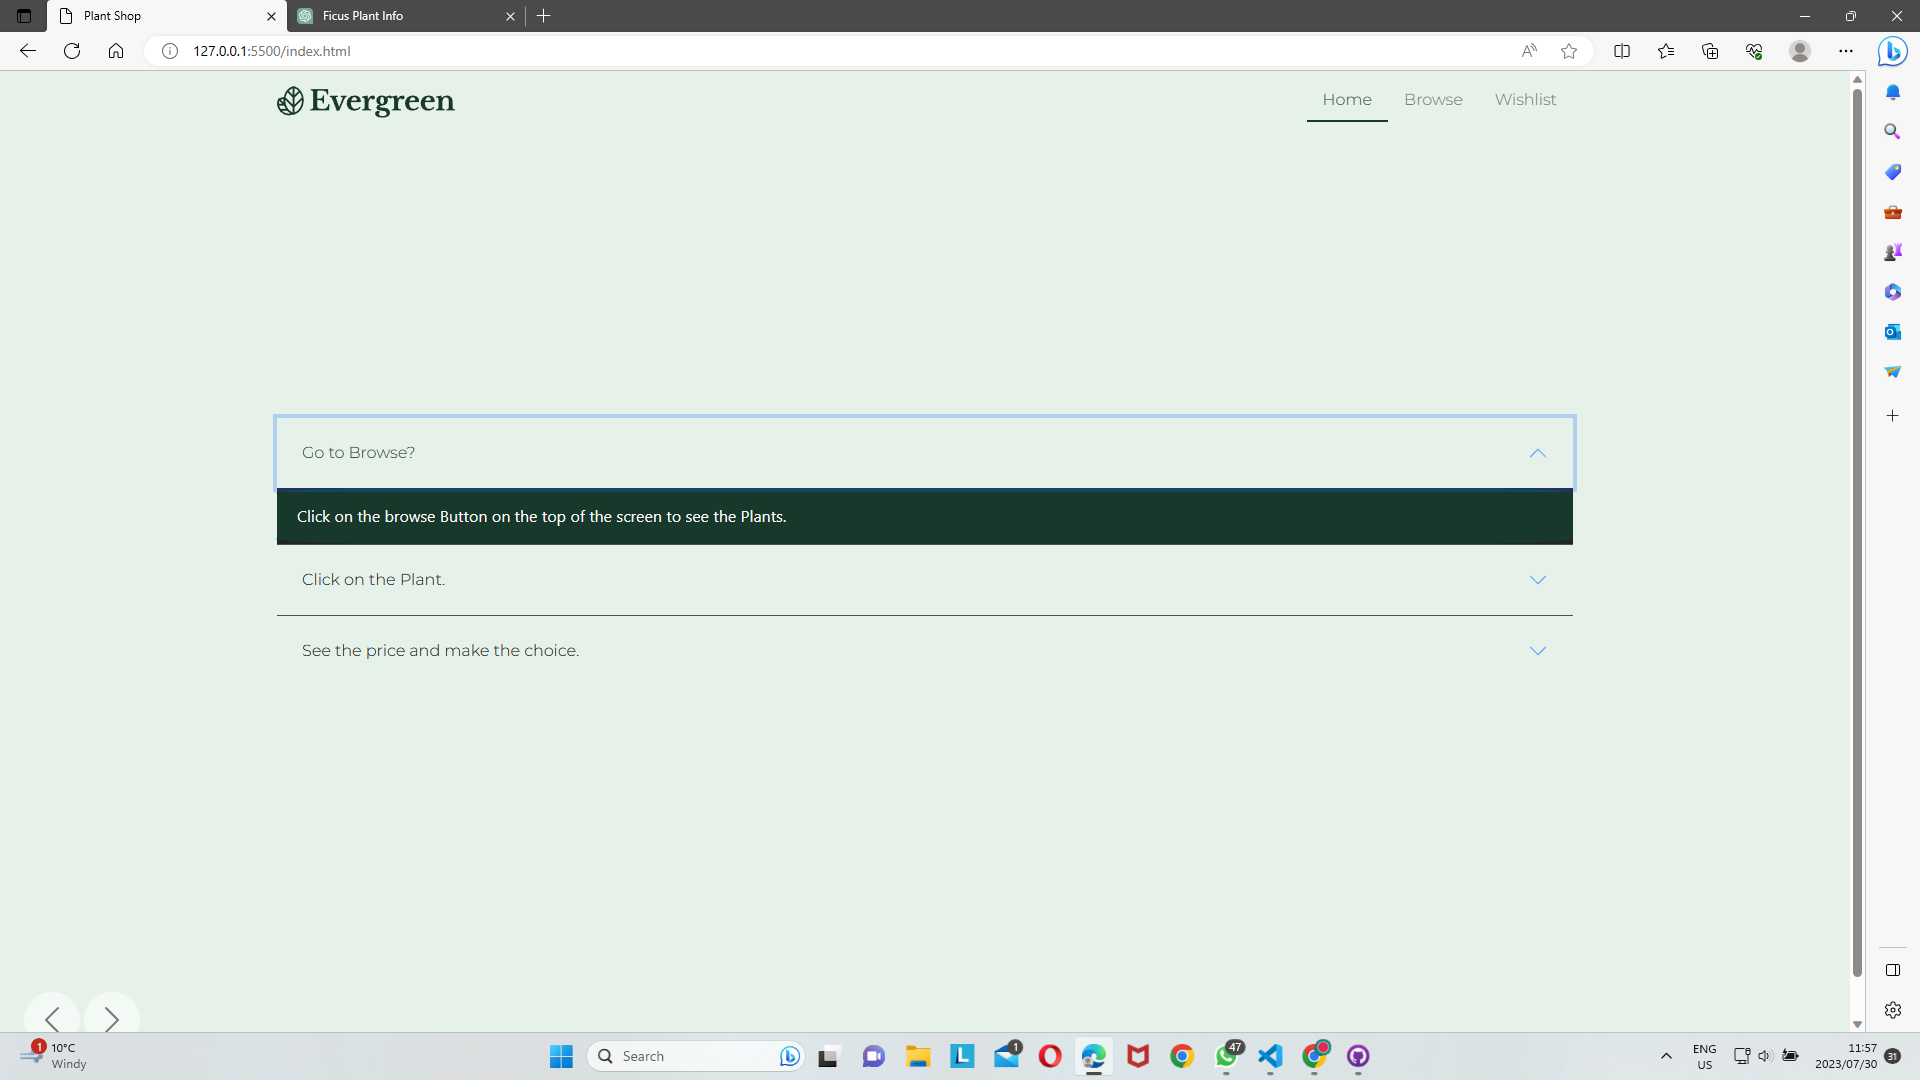 Plant Shop
Ficus Plant Info
127.0.0.1:5500/index.html
Evergreen
Home
Browse
Wishlist
Go to Browse?
Click on the browse Button on the top of the screen to see the Plants.
Click on the Plant.
See the price and make the choice.
1
10°C
Windy
Search
L
1
47
ENG
US
11:57
2023/07/30
31